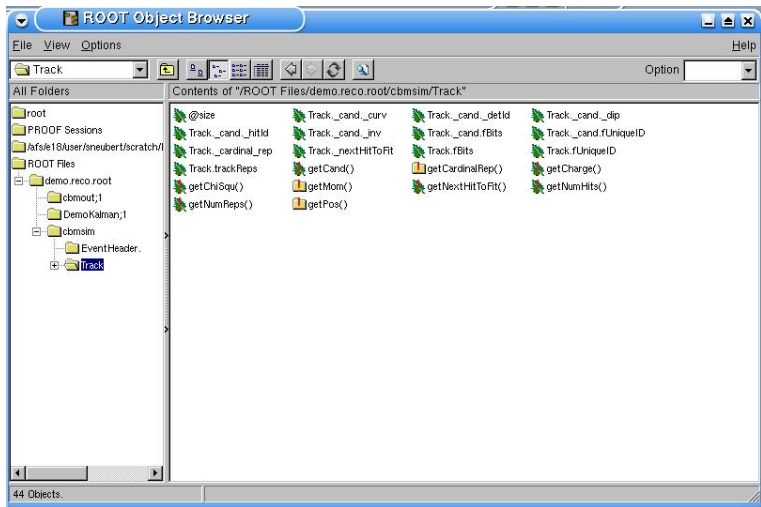 ROOT Object Browser
File View Options Help
Track Option
All Folders Contents of "/ROOT Files/demo.reco.root/cbmsim/Track"
root
PROOF Sessions
/afs/e18/user/sneubert/scratch/l
ROOT Files
demo.reco.root
cbmout;1
DemoKalman;1
cbmsim
EventHeader.
Track
@size Track._cand._curv Track._cand._detId Track._cand._dip
Track._cand._hitId Track._cand._inv Track._cand.fBits Track._cand.fUniqueID
Track._cardinal_rep Track._nextHitToFit Track.fBits Track.fUniqueID
Track.trackReps getCand() getCardinalRep() getCharge()
getChiSqu() getMom() getNextHitToFit() getNumHits()
getNumReps() getPos()
44 Objects.